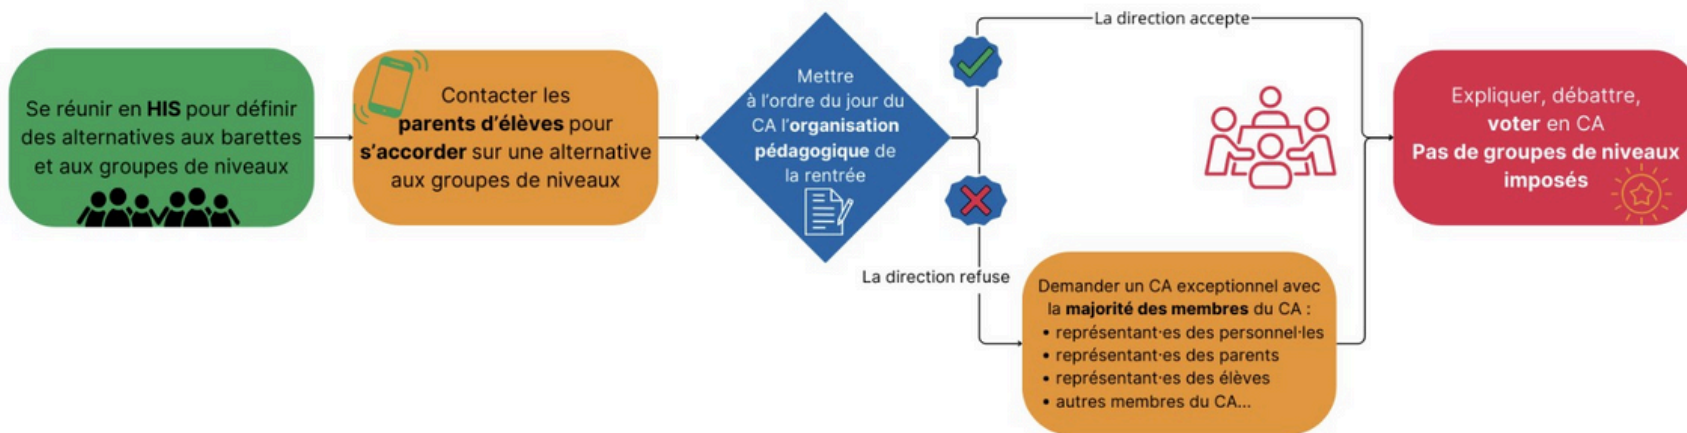 Se réunir en HIS pour définir
des alternatives aux barettes
et aux groupes de niveaux
Contacter les
parents d'élèves pour
s'accorder sur une alternative
aux groupes de niveaux
Mettre
à l'ordre du jour du
CA l'organisation
pédagogique de
la rentrée
La direction accepte
La direction refuse
Demander un CA exceptionnel avec
la majorité des membres du CA :
• représentant·es des personnel·les
• représentant·es des parents
• représentant·es des élèves
• autres membres du CA...
Expliquer, débattre,
voter en CA
Pas de groupes de niveaux
imposés